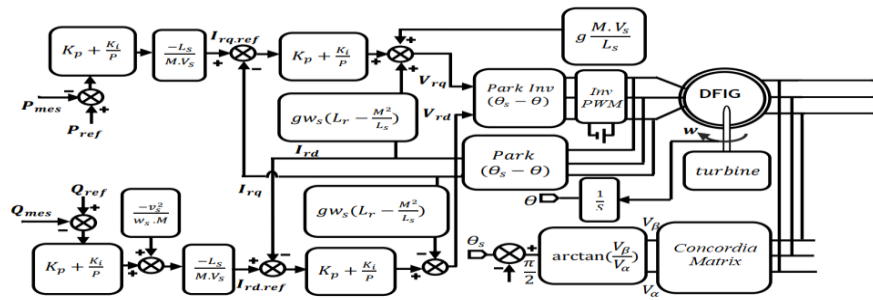 K_p + K_i/P
-L_s/M.V_S
I_rq.ref
+
-
K_p + K_i/P
+
+
+
g M.V_s/L_s
P_mes
-
+
P_ref
V_rq
V_rd
Park Inv
(θ_s − θ)
Inv
PWM
DFIG
w
turbine
gw_s(L_r − M²/L_s)
I_rd
I_rq
Park
(θ_s − θ)
Θ
1/S
Q_ref
Q_mes
+
-
-v_s²/w_s.M
gw_s(L_r − M²/L_s)
K_p + K_i/P
+
+
-L_s/M.V_S
I_rd.ref
+
-
K_p + K_i/P
+
-
Θ_s
+
-
π/2
arctan(V_β/V_α)
V_β
V_α
Concordia
Matrix